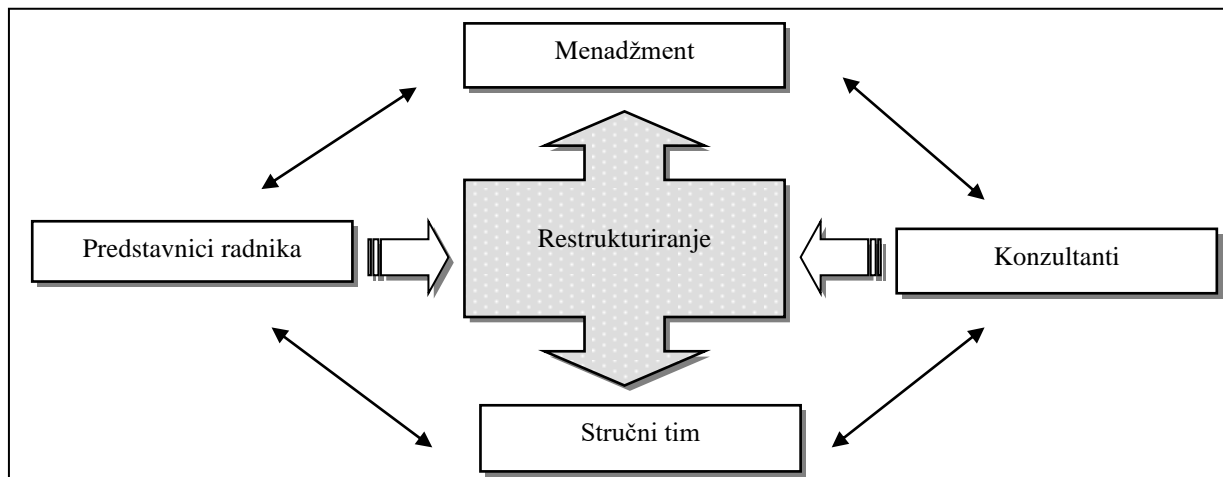 Menadžment
Predstavnici radnika
Restrukturiranje
Konzultanti
Stručni tim